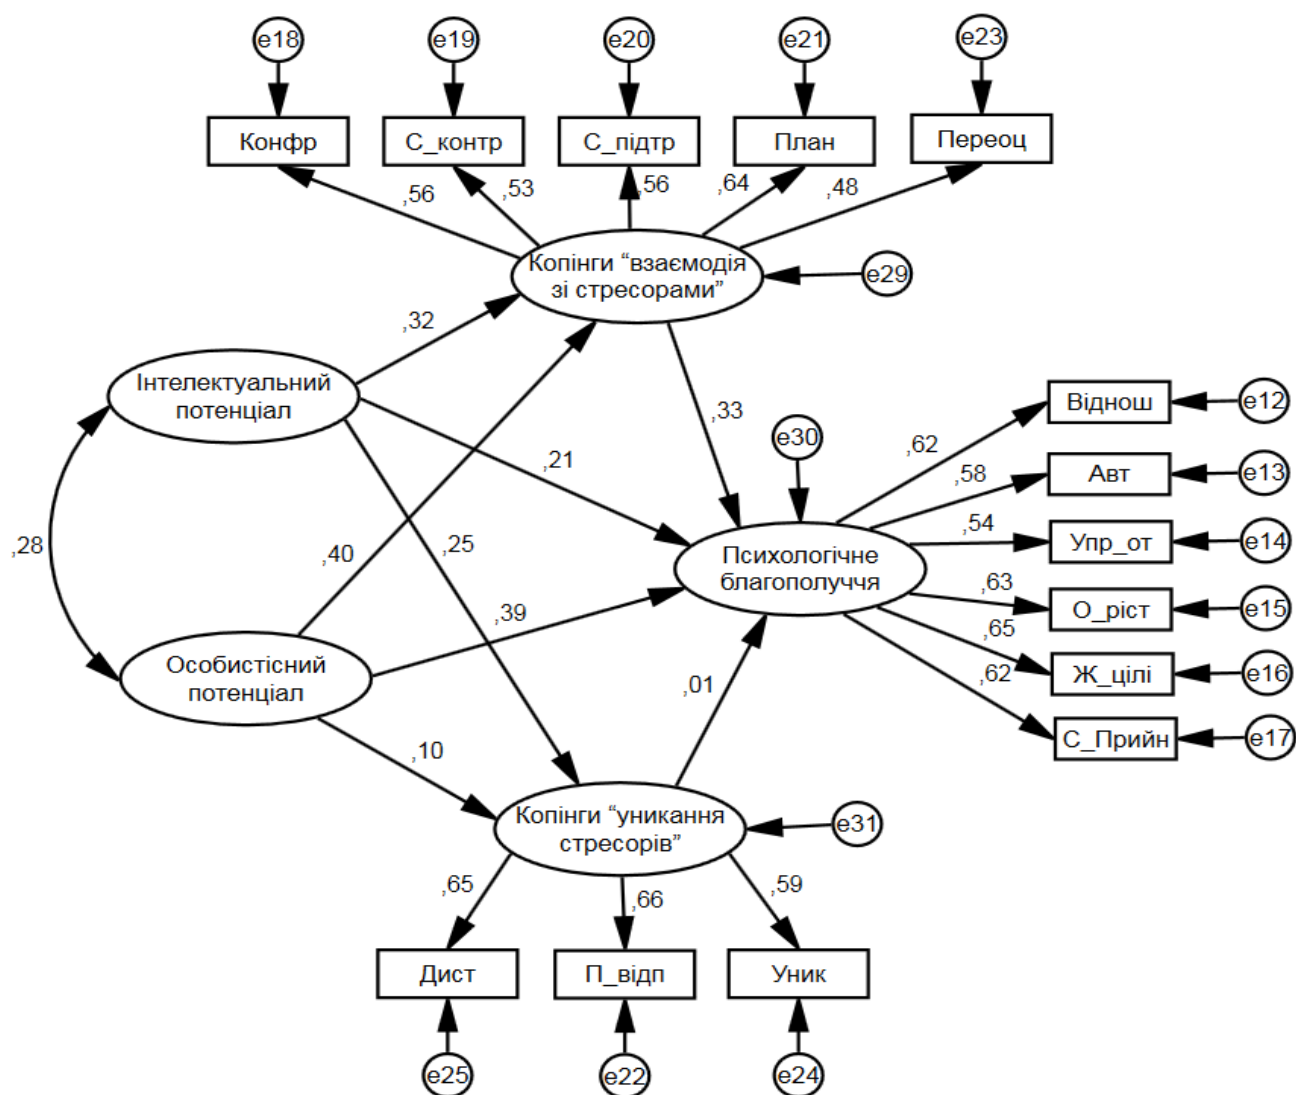 e18
e19
e20
e21
e23
Конфр
С_контр
С_підтр
План
Переоц
,56
,53
,56
,64
,48
Копінги “взаємодія
зі стресорами”
e29
,32
Інтелектуальний
потенціал
,33
Віднош
e12
e30
,62
,21
,58
Авт
e13
,28
,40
,25
,54
Упр_от
e14
Психологічне
благополуччя
,39
,63
О_ріст
e15
,65
Особистісний
потенціал
,01
,62
Ж_цілі
e16
С_Прийн
e17
,10
Копінги “уникання
стресорів”
e31
,65
,66
,59
Дист
П_відп
Уник
e25
e22
e24